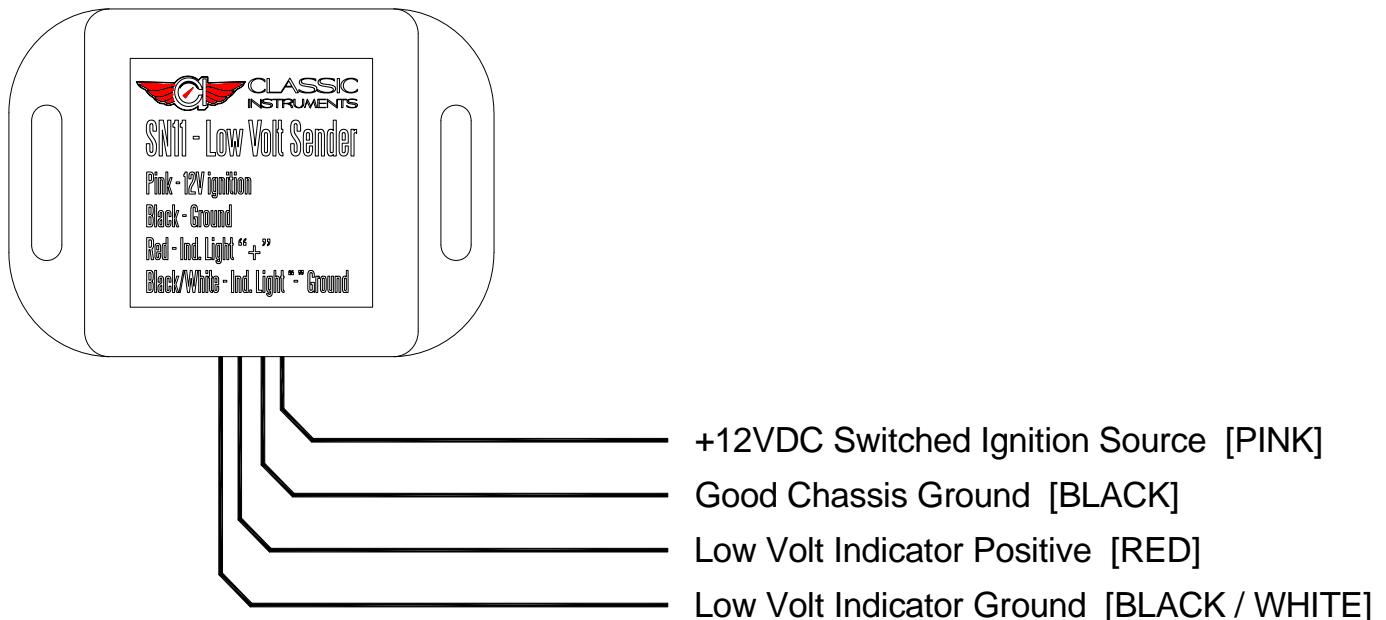 CLASSIC
INSTRUMENTS
SN11 - Low Volt Sender
Pink - 12V ignition
Black - Ground
Red - Ind. Light “+”
Black/White - Ind. Light “-” Ground
+12VDC Switched Ignition Source [PINK]
Good Chassis Ground [BLACK]
Low Volt Indicator Positive [RED]
Low Volt Indicator Ground [BLACK / WHITE]